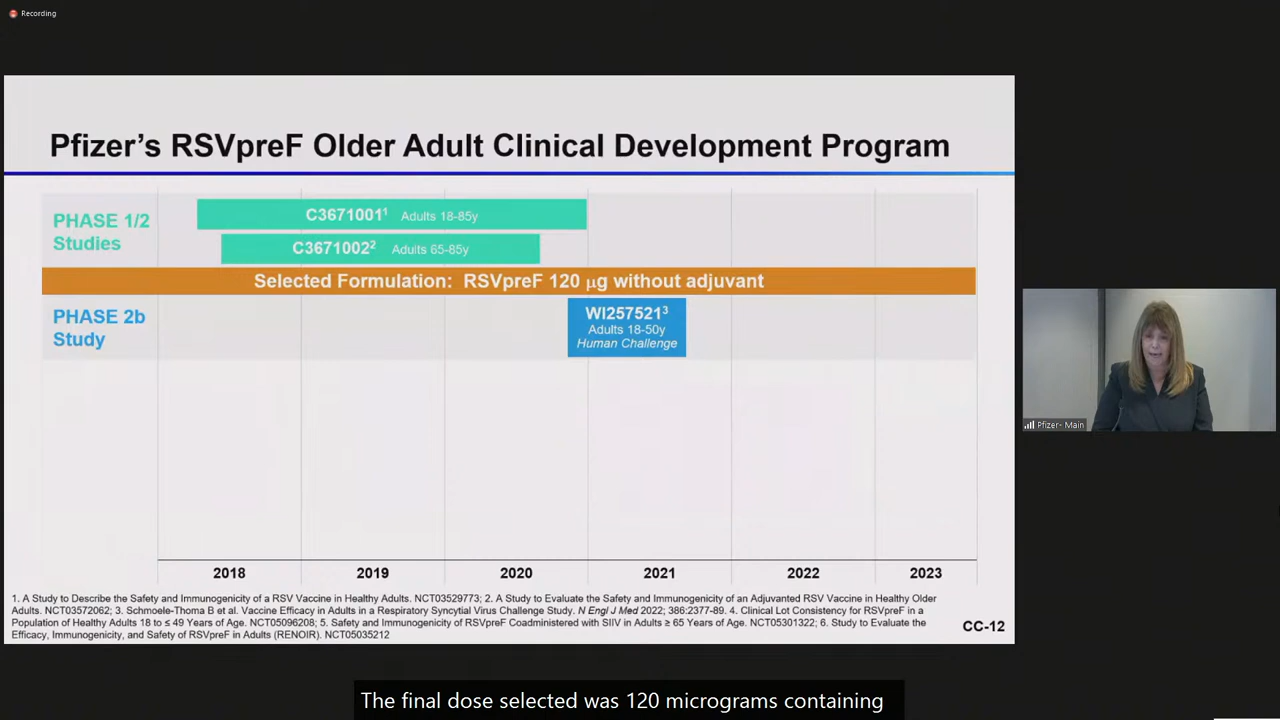 Recording
Pfizer's RSVpreF Older Adult Clinical Development Program
PHASE 1/2
Studies
C3671001¹ Adults 18-85y
C3671002² Adults 65-85y
Selected Formulation: RSVpreF 120 μg without adjuvant
PHASE 2b
Study
WI257521³
Adults 18-50y
Human Challenge
Pfizer- Main
2018 2019 2020 2021 2022 2023
1. A Study to Describe the Safety and Immunogenicity of a RSV Vaccine in Healthy Adults. NCT03529773; 2. A Study to Evaluate the Safety and Immunogenicity of an Adjuvanted RSV Vaccine in Healthy Older
Adults. NCT03572062; 3. Schmoele-Thoma B et al. Vaccine Efficacy in Adults in a Respiratory Syncytial Virus Challenge Study. N Engl J Med 2022; 386:2377-89. 4. Clinical Lot Consistency for RSVpreF in a
Population of Healthy Adults 18 to ≤ 49 Years of Age. NCT05096208; 5. Safety and Immunogenicity of RSVpreF Coadministered with SIIV in Adults ≥ 65 Years of Age. NCT05301322; 6. Study to Evaluate the
Efficacy, Immunogenicity, and Safety of RSVpreF in Adults (RENOIR). NCT05035212
CC-12
The final dose selected was 120 micrograms containing